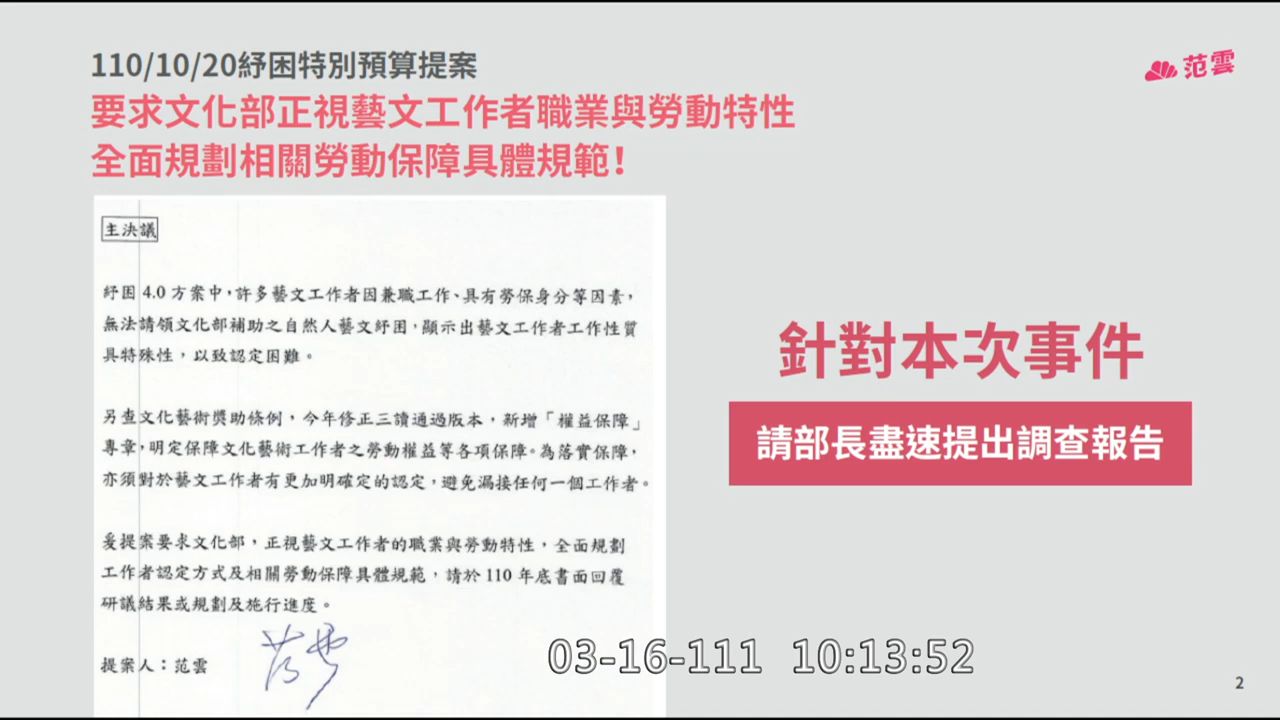 110/10/20紓困特別預算提案
要求文化部正視藝文工作者職業與勞動特性
全面規劃相關勞動保障具體規範！
范雲
主決議
紓困 4.0 方案中，許多藝文工作者因兼職工作、具有勞保身分等因素，
無法請領文化部補助之自然人藝文紓困，顯示出藝文工作者工作性質
具特殊性，以致認定困難。
另查文化藝術獎助條例，今年修正三讀通過版本，新增「權益保障」
專章，明定保障文化藝術工作者之勞動權益等各項保障。為落實保障，
亦須對於藝文工作者有更加明確定的認定，避免漏接任何一個工作者。
爰提案要求文化部，正視藝文工作者的職業與勞動特性，全面規劃
工作者認定方式及相關勞動保障具體規範，請於 110 年底書面回覆
研議結果或規劃及施行進度。
提案人：范雲
范雲
針對本次事件
請部長盡速提出調查報告
03-16-111 10:13:52
2